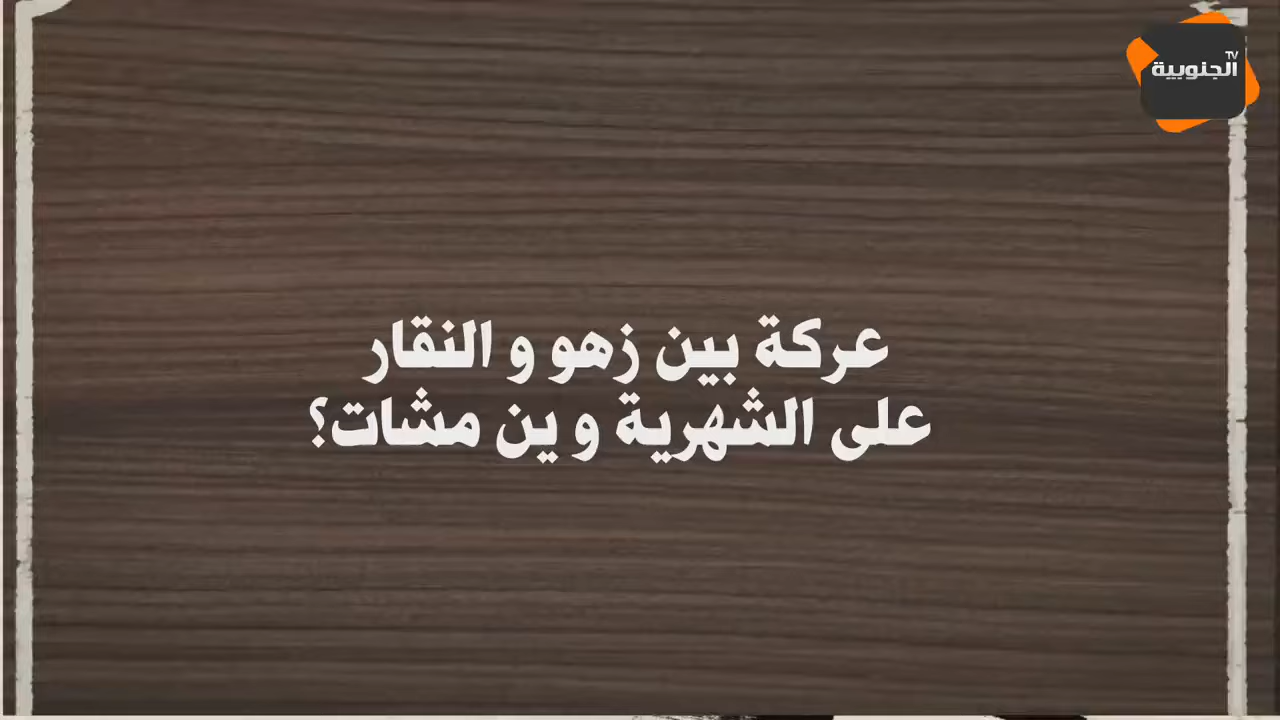 TV
الجنوبية
عركة بين زهو و النقار
على الشهرية و ين مشات؟